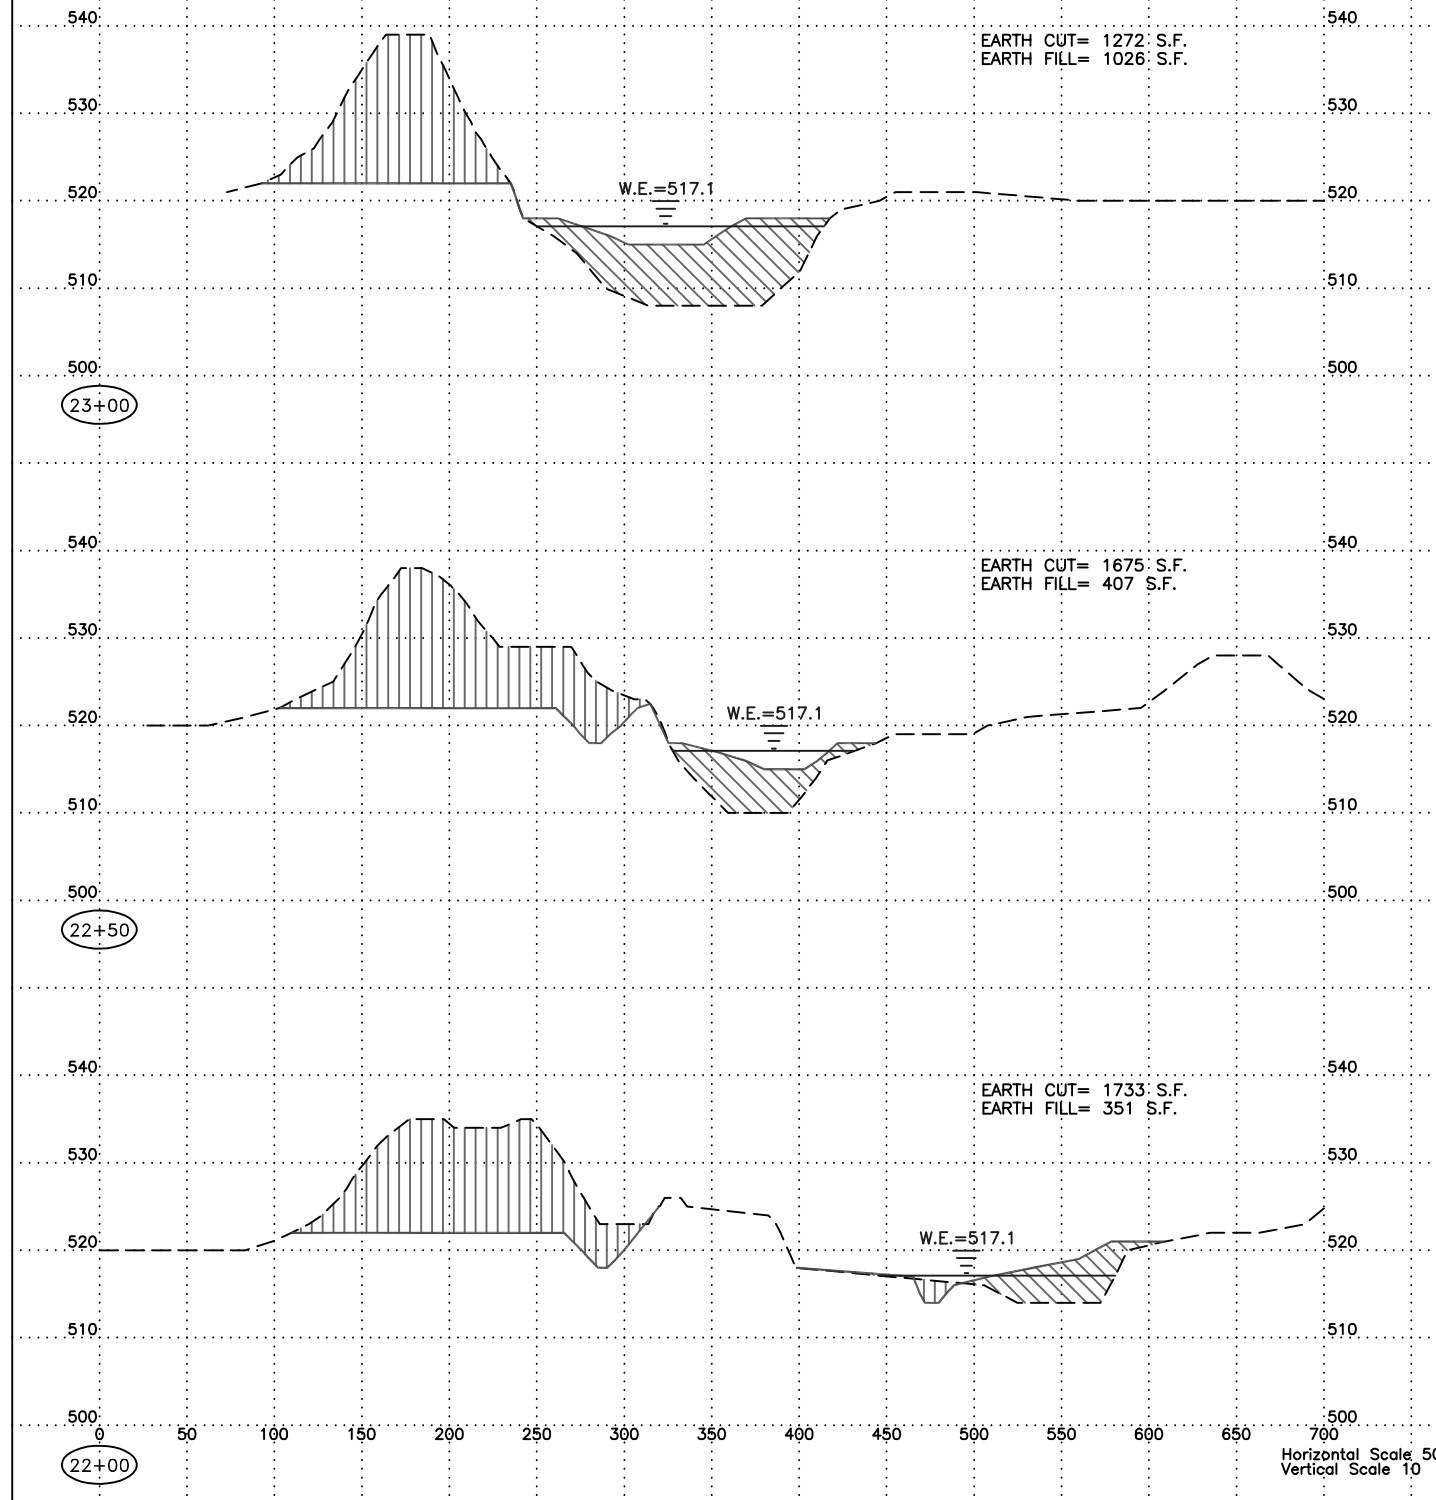 540 540
EARTH CUT= 1272 S.F.
EARTH FILL= 1026 S.F.
530 530
W.E.=517.1
520 520
510 510
500 500
23+00
540 540
EARTH CUT= 1675 S.F.
EARTH FILL= 407 S.F.
530 530
W.E.=517.1
520 520
510 510
500 500
22+50
540 540
EARTH CUT= 1733 S.F.
EARTH FILL= 351 S.F.
530 530
W.E.=517.1
520 520
510 510
500 500
0 50 100 150 200 250 300 350 400 450 500 550 600 650 700
22+00
Horizontal Scale 50
Vertical Scale 10